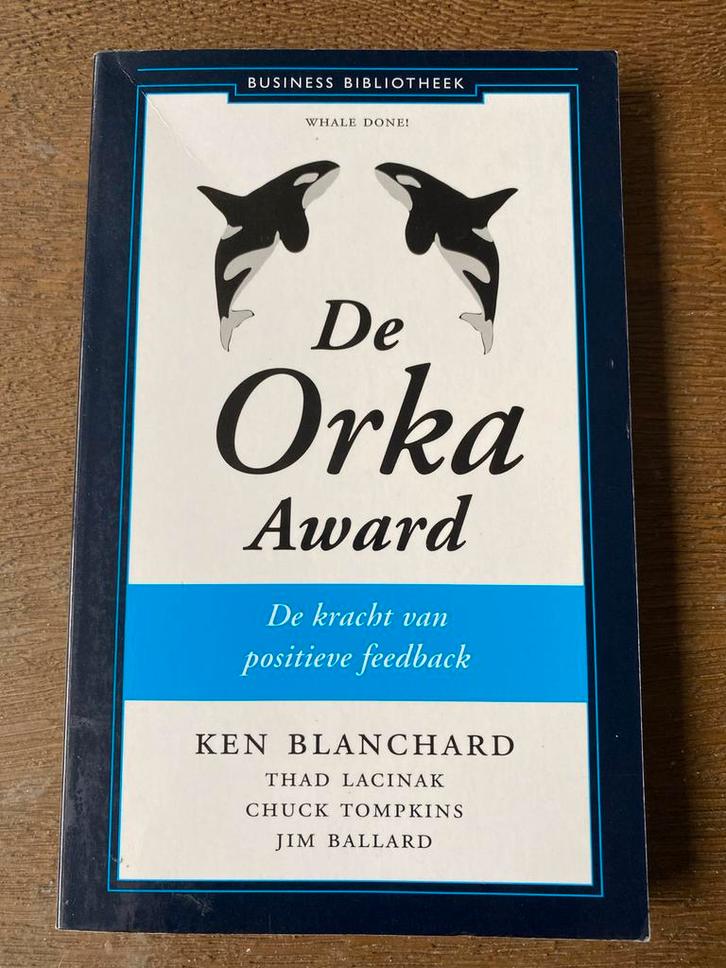 BUSINESS BIBLIOTHEEK
WHALE DONE!
De
Orka
Award
De kracht van
positieve feedback
KEN BLANCHARD
THAD LACINAK
CHUCK TOMPKINS
JIM BALLARD